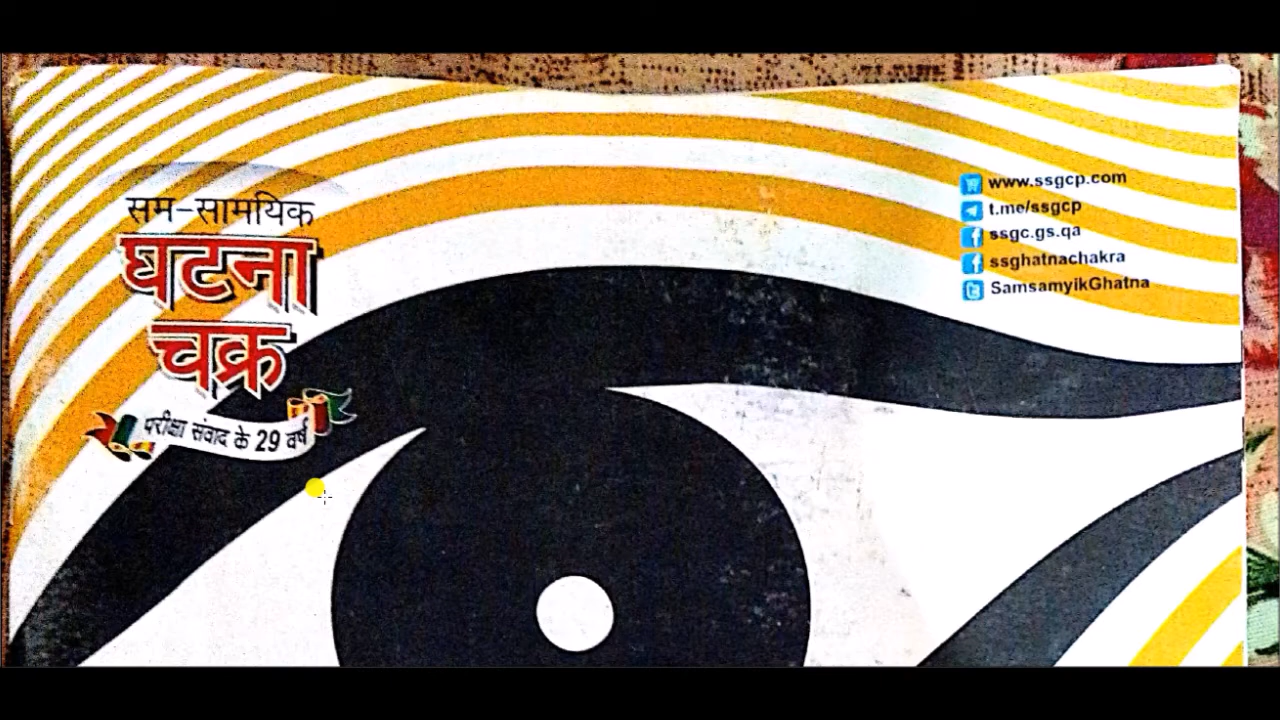 सम-सामयिक
घटना
चक्र
परीक्षा संवाद के 29 वर्ष
www.ssgcp.com
t.me/ssgcp
ssgc.gs.qa
ssghatnachakra
SamsamyikGhatna